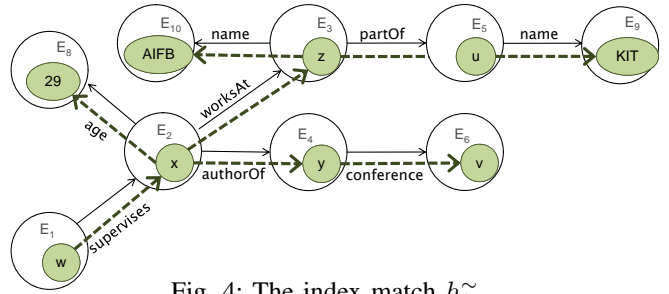 E10 name E3 partOf E5 name E9
AIFB z u KIT
E8
29
worksAt
age
E2 E4 E6
x y v
authorOf conference
supervises
E1
w
Fig. 4: The index match h~